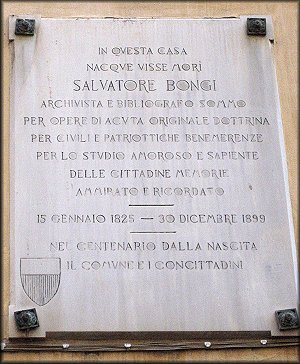 IN QVESTA CASA
NACQVE VISSE MORÌ
SALVATORE BONGI
ARCHIVISTA E BIBLIOGRAFO SOMMO
PER OPERE DI ACVTA ORIGINALE DOTTRINA
PER CIVILI E PATRIOTTICHE BENEMERENZE
PER LO STVDIO AMOROSO E SAPIENTE
DELLE CITTADINE MEMORIE
AMMIRATO E RICORDATO
15 GENNAIO 1825 — 30 DICEMBRE 1899
NEL CENTENARIO DALLA NASCITA
IL COMVNE E I CONCITTADINI